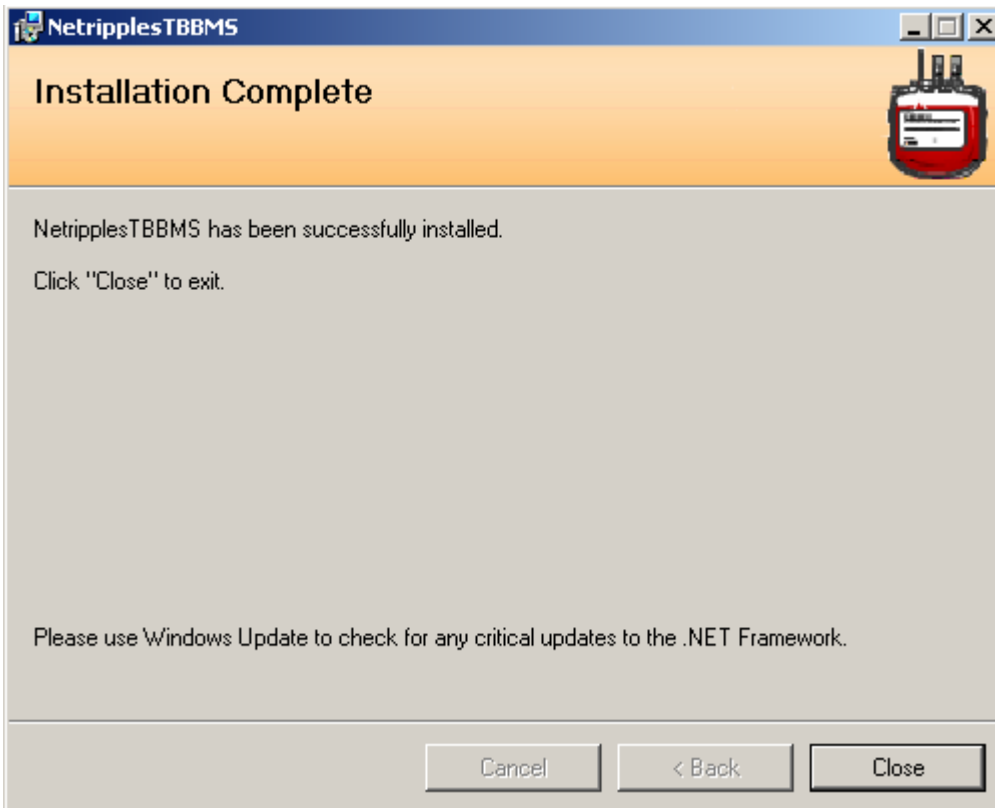 NetripplesTBBMS
Installation Complete
NetripplesTBBMS has been successfully installed.
Click "Close" to exit.
Please use Windows Update to check for any critical updates to the .NET Framework.
Cancel
< Back
Close